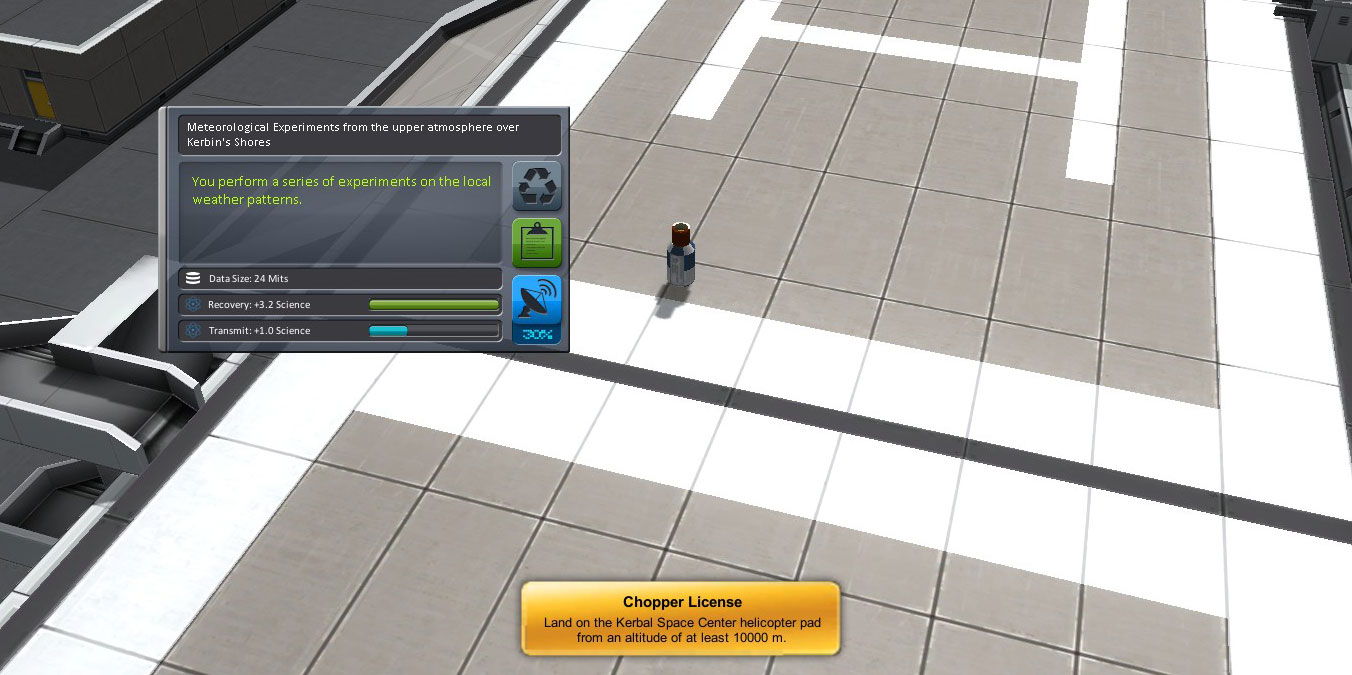 Meteorological Experiments from the upper atmosphere over
Kerbin's Shores
You perform a series of experiments on the local
weather patterns.
Data Size: 24 Mits
Recovery: +3.2 Science
Transmit: +1.0 Science
30%
Chopper License
Land on the Kerbal Space Center helicopter pad
from an altitude of at least 10000 m.